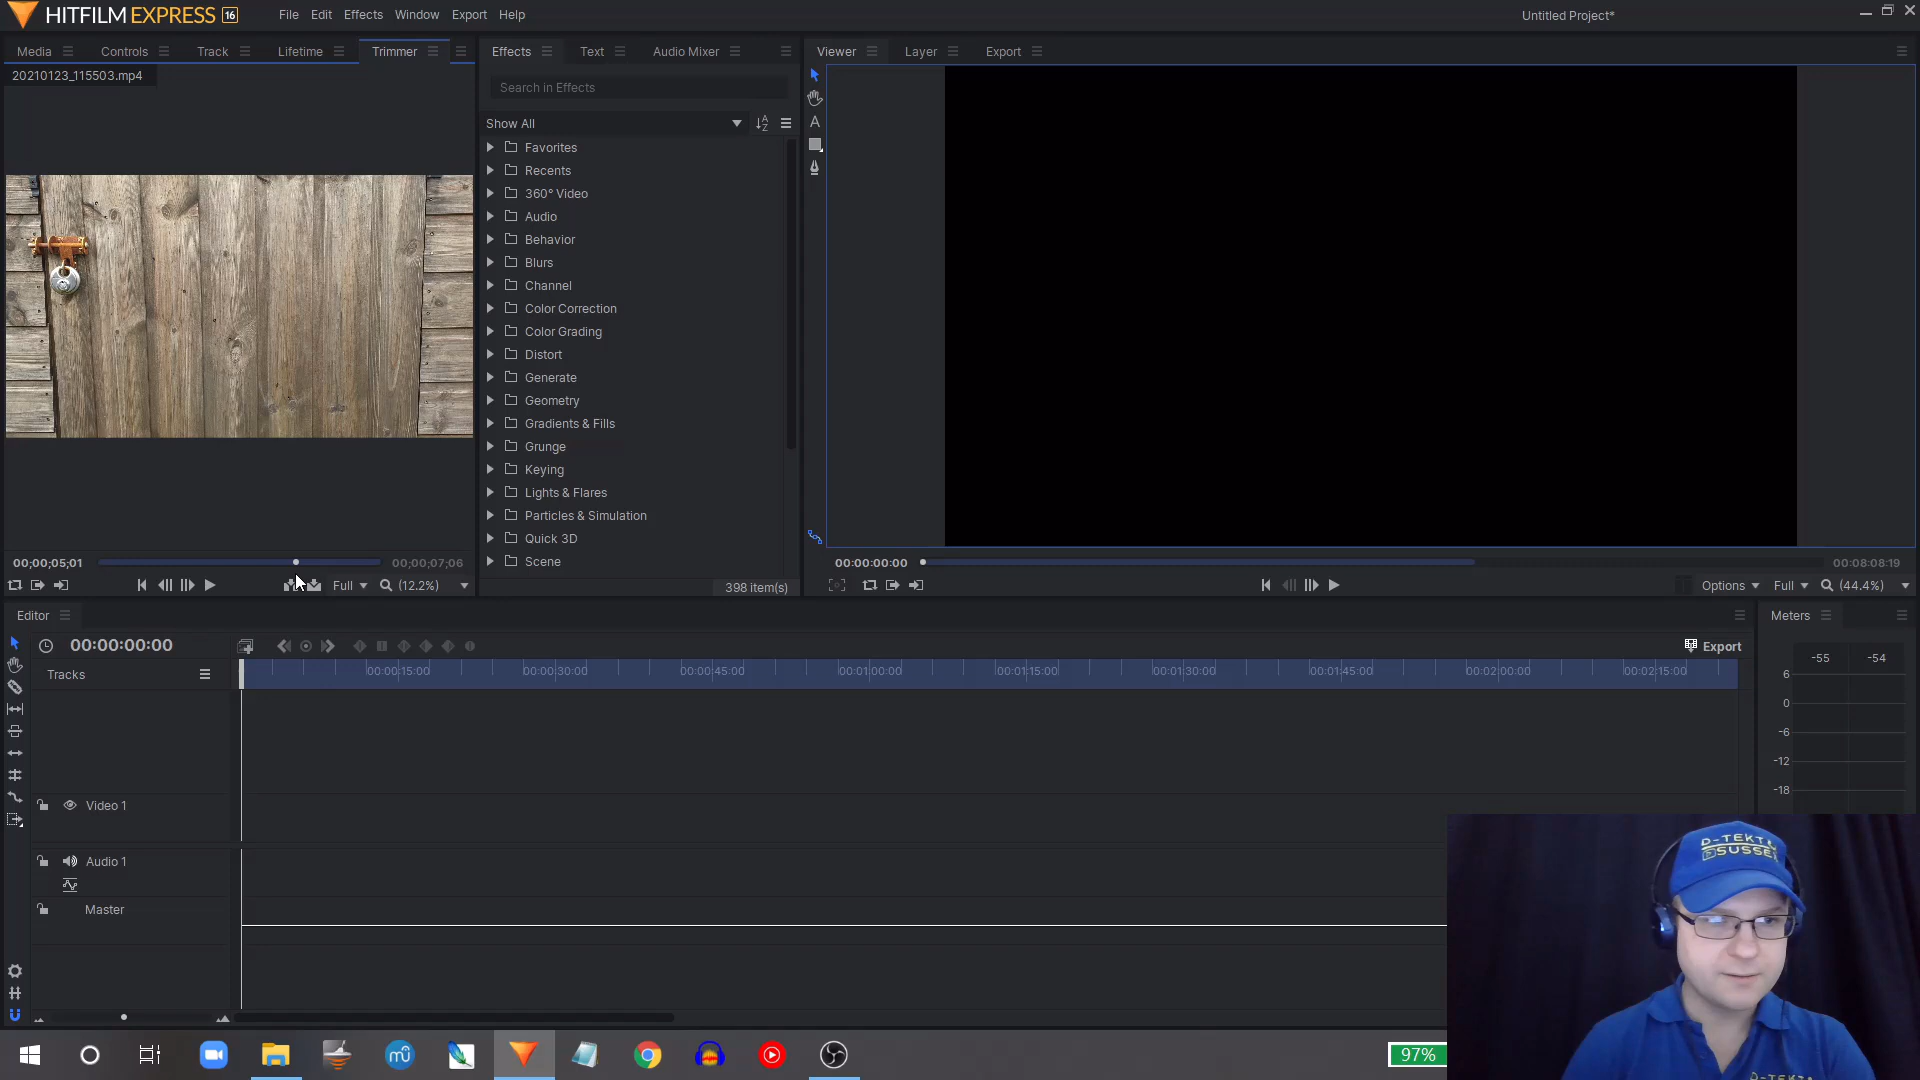 HITFILM EXPRESS 16
File Edit Effects Window Export Help
Untitled Project*
Media Controls Track Lifetime Trimmer
Effects Text Audio Mixer
Viewer Layer Export
20210123_115503.mp4
Search in Effects
Show All
Favorites
Recents
360° Video
Audio
Behavior
Blurs
Channel
Color Correction
Color Grading
Distort
Generate
Geometry
Gradients & Fills
Grunge
Keying
Lights & Flares
Particles & Simulation
Quick 3D
Scene
398 item(s)
00;00;05;01
00;00;07;06
Full (12.2%)
00:00:00:00
00:08:08:19
Options Full (44.4%)
Editor
Meters
00:00:00:00
Export
Tracks
00:00:15:00 00:00:30:00 00:00:45:00 00:01:00:00 00:01:15:00 00:01:30:00 00:01:45:00 00:02:00:00 00:02:15:00
-55 -54
6
0
-6
-12
-18
Video 1
Audio 1
Master
D-TEKT
SUSSE
97%